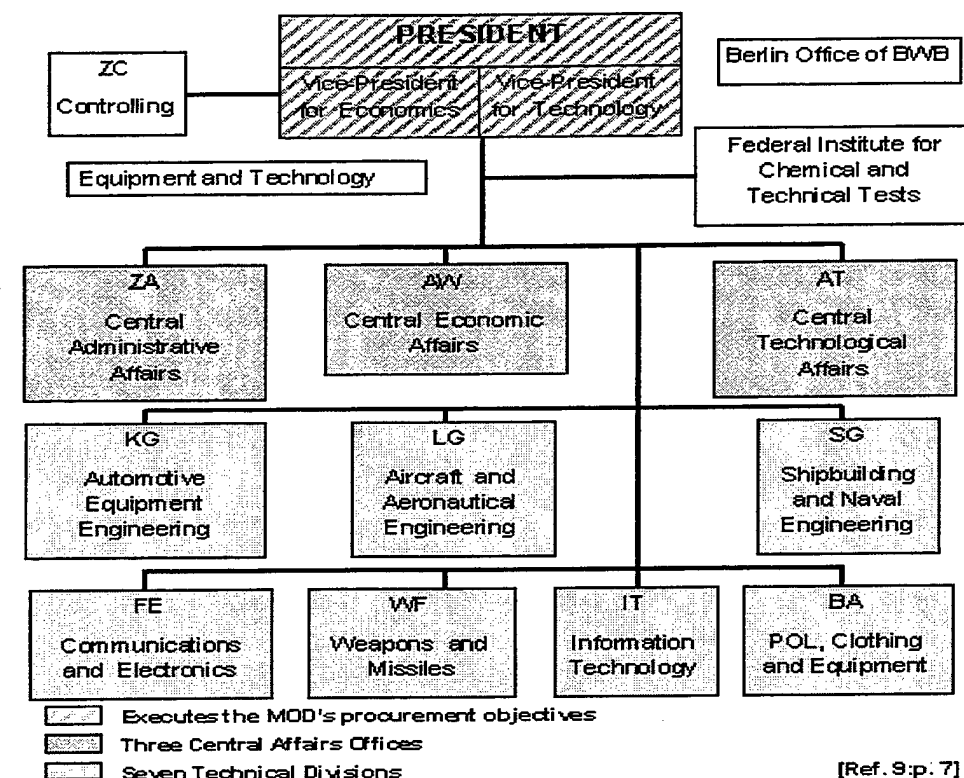 PRESIDENT
Vice-President
for Economics
Vice-President
for Technology
ZC
Controlling
Berlin Office of BWB
Equipment and Technology
Federal Institute for
Chemical and
Technical Tests
ZA
Central
Administrative
Affairs
AW
Central Economic
Affairs
AT
Central
Technological
Affairs
KG
Automotive
Equipment
Engineering
LG
Aircraft and
Aeronautical
Engineering
SG
Shipbuilding
and Naval
Engineering
FE
Communications
and Electronics
WF
Weapons and
Missiles
IT
Information
Technology
BA
POL, Clothing
and Equipment
Executes the MOD's procurement objectives
Three Central Affairs Offices
Seven Technical Divisions
[Ref. 9:p. 7]